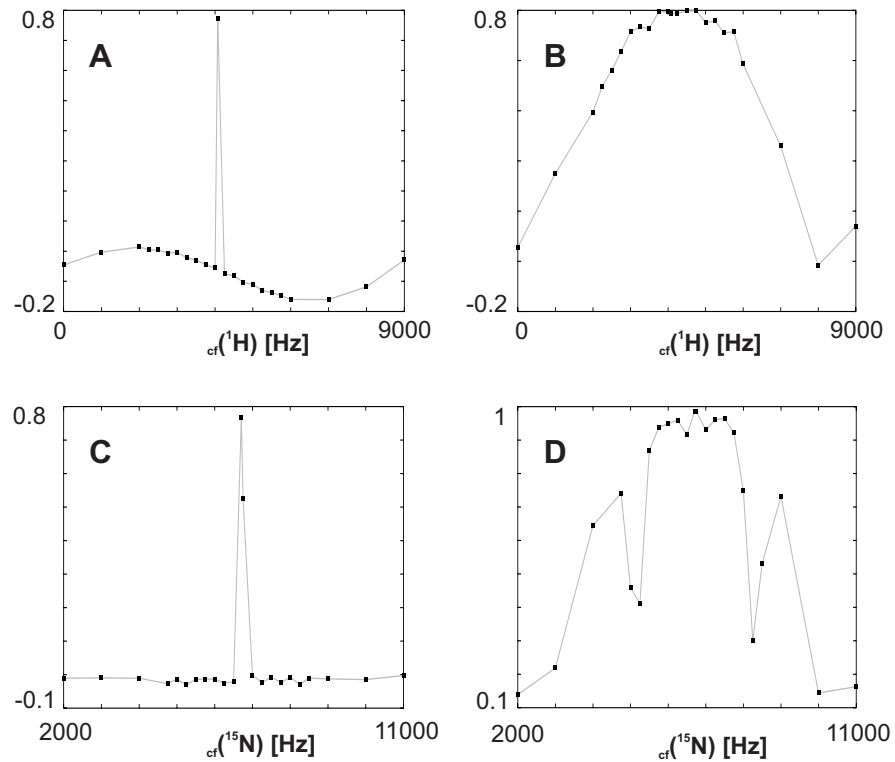 0.8
A
-0.2
0
9000
cf(¹H) [Hz]
0.8
B
-0.2
0
9000
cf(¹H) [Hz]
0.8
C
-0.1
2000
11000
cf(¹⁵N) [Hz]
1
D
0.1
2000
11000
cf(¹⁵N) [Hz]